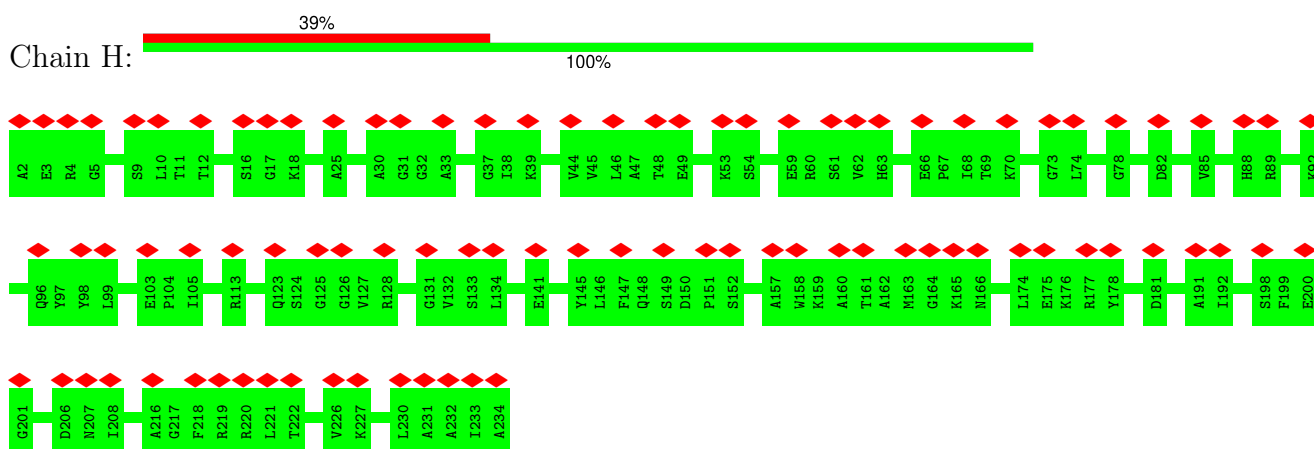 39%
Chain H:
100%
A2 E3 R4 G5 S9 L10 T11 T12 S16 G17 K18 A25 A30 G31 G32 A33 G37 I38 K39 V44 V45 L46 A47 T48 E49 K53 S54 E59 R60 S61 V62 H63 E66 P67 I68 T69 K70 G73 L74 G78 D82 V85 H88 R89 K92
Q96 Y97 Y98 L99 E103 P104 I105 R113 Q123 S124 G125 G126 V127 R128 G131 V132 S133 L134 E141 Y145 L146 F147 Q148 S149 D150 P151 S152 A157 W158 K159 A160 T161 A162 M163 G164 K165 N166 L174 E175 K176 R177 Y178 D181 A191 I192 S198 F199 E200
G201 D206 N207 I208 A216 G217 F218 R219 R220 L221 T222 V226 K227 L230 A231 A232 I233 A234